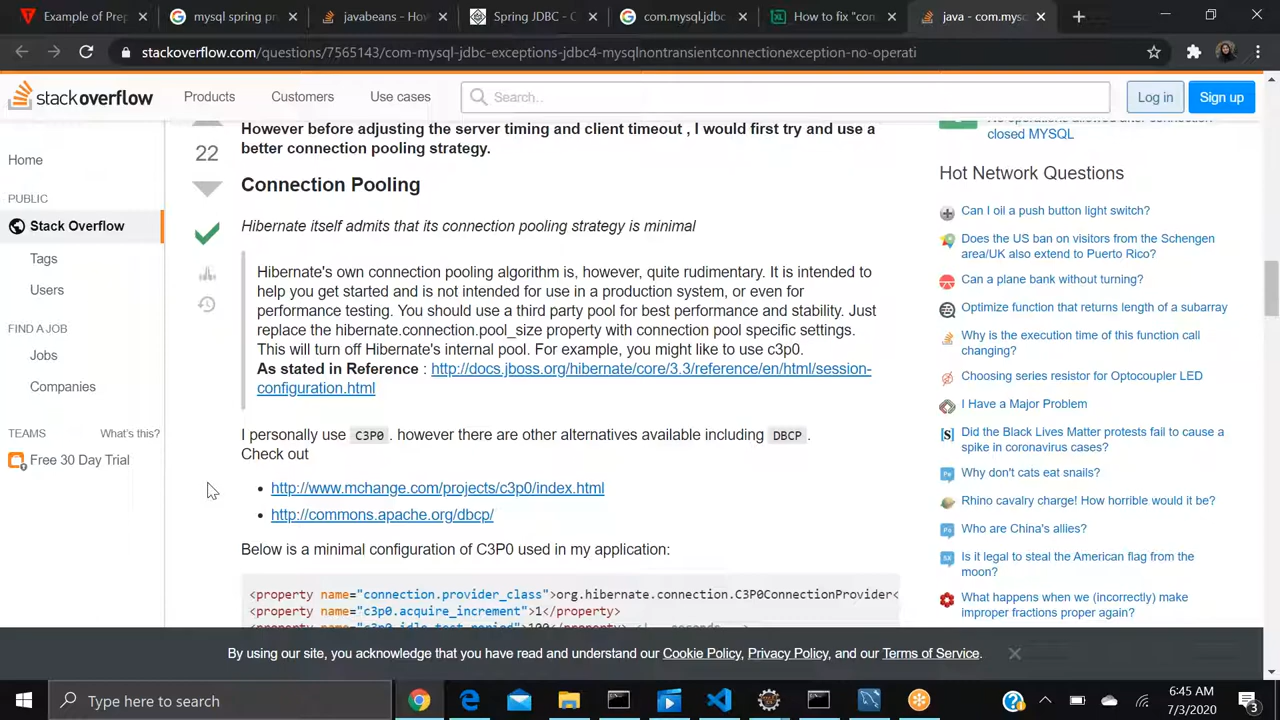 Example of Prep
mysql spring pr
javabeans - Hov
Spring JDBC - C
com.mysql.jdbc
How to fix "con
java - com.mysc
stackoverflow.com/questions/7565143/com-mysql-jdbc-exceptions-jdbc4-mysqlnontransientconnectionexception-no-operati
stackoverflow
Products
Customers
Use cases
Search..
Log in
Sign up
Home
PUBLIC
Stack Overflow
Tags
Users
FIND A JOB
Jobs
Companies
TEAMS
What's this?
Free 30 Day Trial
However before adjusting the server timing and client timeout , I would first try and use a
better connection pooling strategy.
22
Connection Pooling
Hibernate itself admits that its connection pooling strategy is minimal
Hibernate's own connection pooling algorithm is, however, quite rudimentary. It is intended to
help you get started and is not intended for use in a production system, or even for
performance testing. You should use a third party pool for best performance and stability. Just
replace the hibernate.connection.pool_size property with connection pool specific settings.
This will turn off Hibernate's internal pool. For example, you might like to use c3p0.
As stated in Reference : http://docs.jboss.org/hibernate/core/3.3/reference/en/html/session-
configuration.html
I personally use C3P0 . however there are other alternatives available including DBCP .
Check out
• http://www.mchange.com/projects/c3p0/index.html
• http://commons.apache.org/dbcp/
Below is a minimal configuration of C3P0 used in my application:
<property name="connection.provider_class">org.hibernate.connection.C3P0ConnectionProvider<
<property name="c3p0.acquire_increment">1</property>
<property name="c3p0.idle_test_period">100</property> <!-- seconds -->
No operations allowed after connection
closed MYSQL
Hot Network Questions
Can I oil a push button light switch?
Does the US ban on visitors from the Schengen
area/UK also extend to Puerto Rico?
Can a plane bank without turning?
Optimize function that returns length of a subarray
Why is the execution time of this function call
changing?
Choosing series resistor for Optocoupler LED
I Have a Major Problem
Did the Black Lives Matter protests fail to cause a
spike in coronavirus cases?
Why don't cats eat snails?
Rhino cavalry charge! How horrible would it be?
Who are China's allies?
Is it legal to steal the American flag from the
moon?
What happens when we (incorrectly) make
improper fractions proper again?
By using our site, you acknowledge that you have read and understand our Cookie Policy, Privacy Policy, and our Terms of Service.
Type here to search
6:45 AM
7/3/2020
3